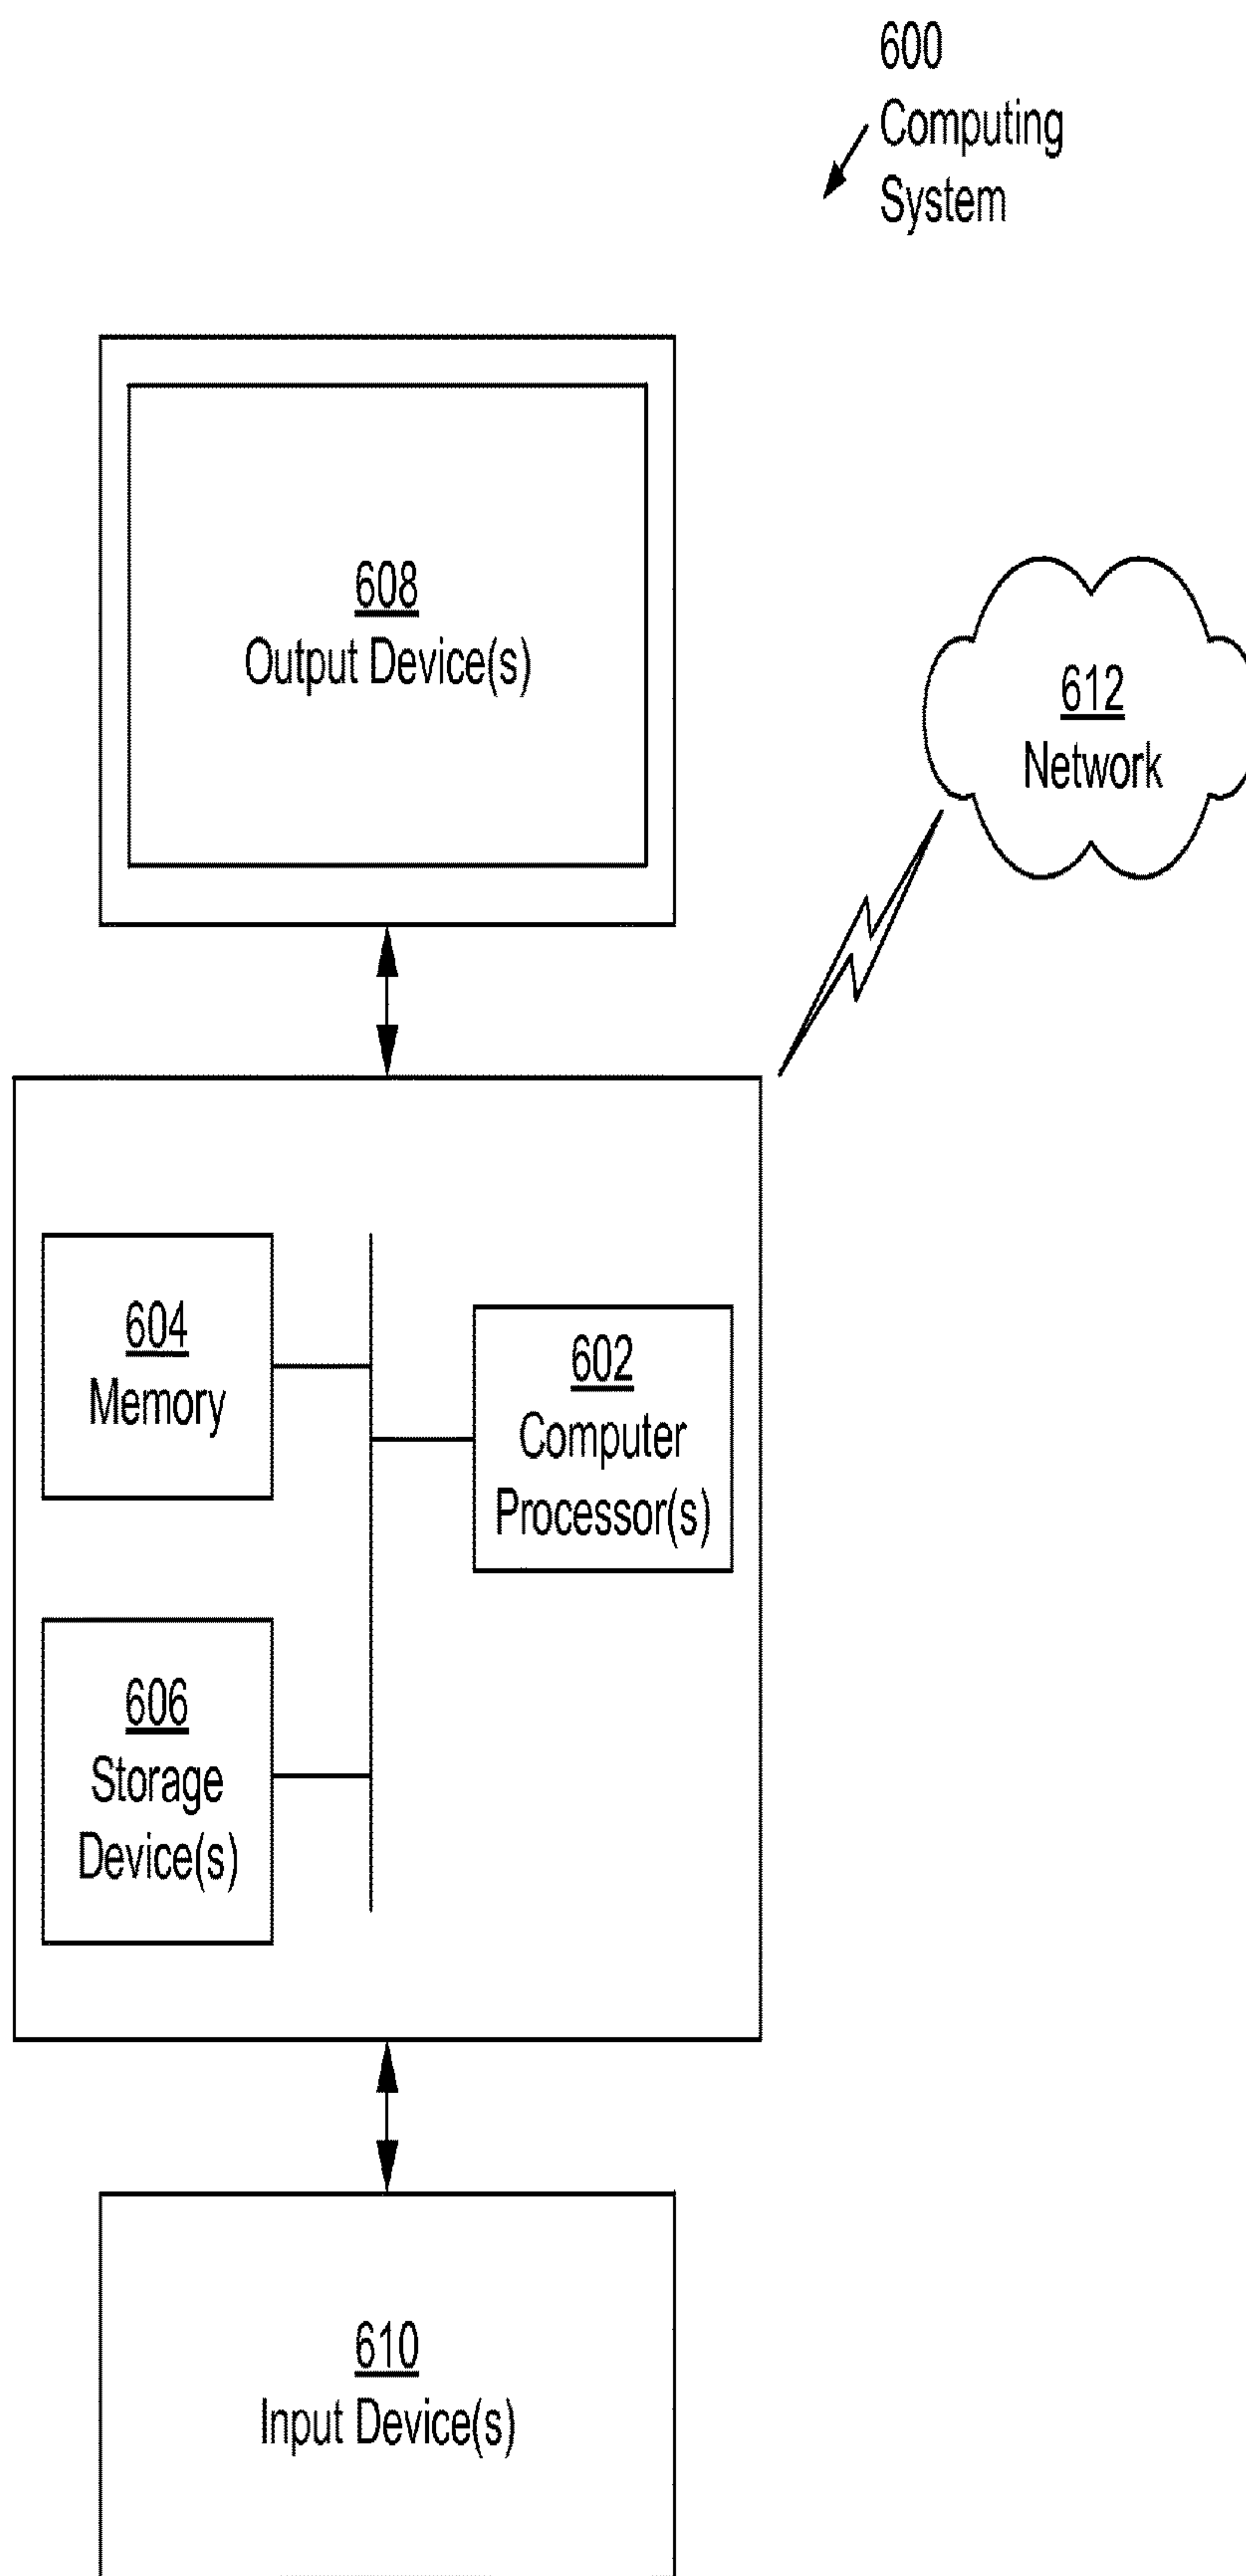 600
Computing
System
608
Output Device(s)
612
Network
604
Memory
602
Computer
Processor(s)
606
Storage
Device(s)
610
Input Device(s)